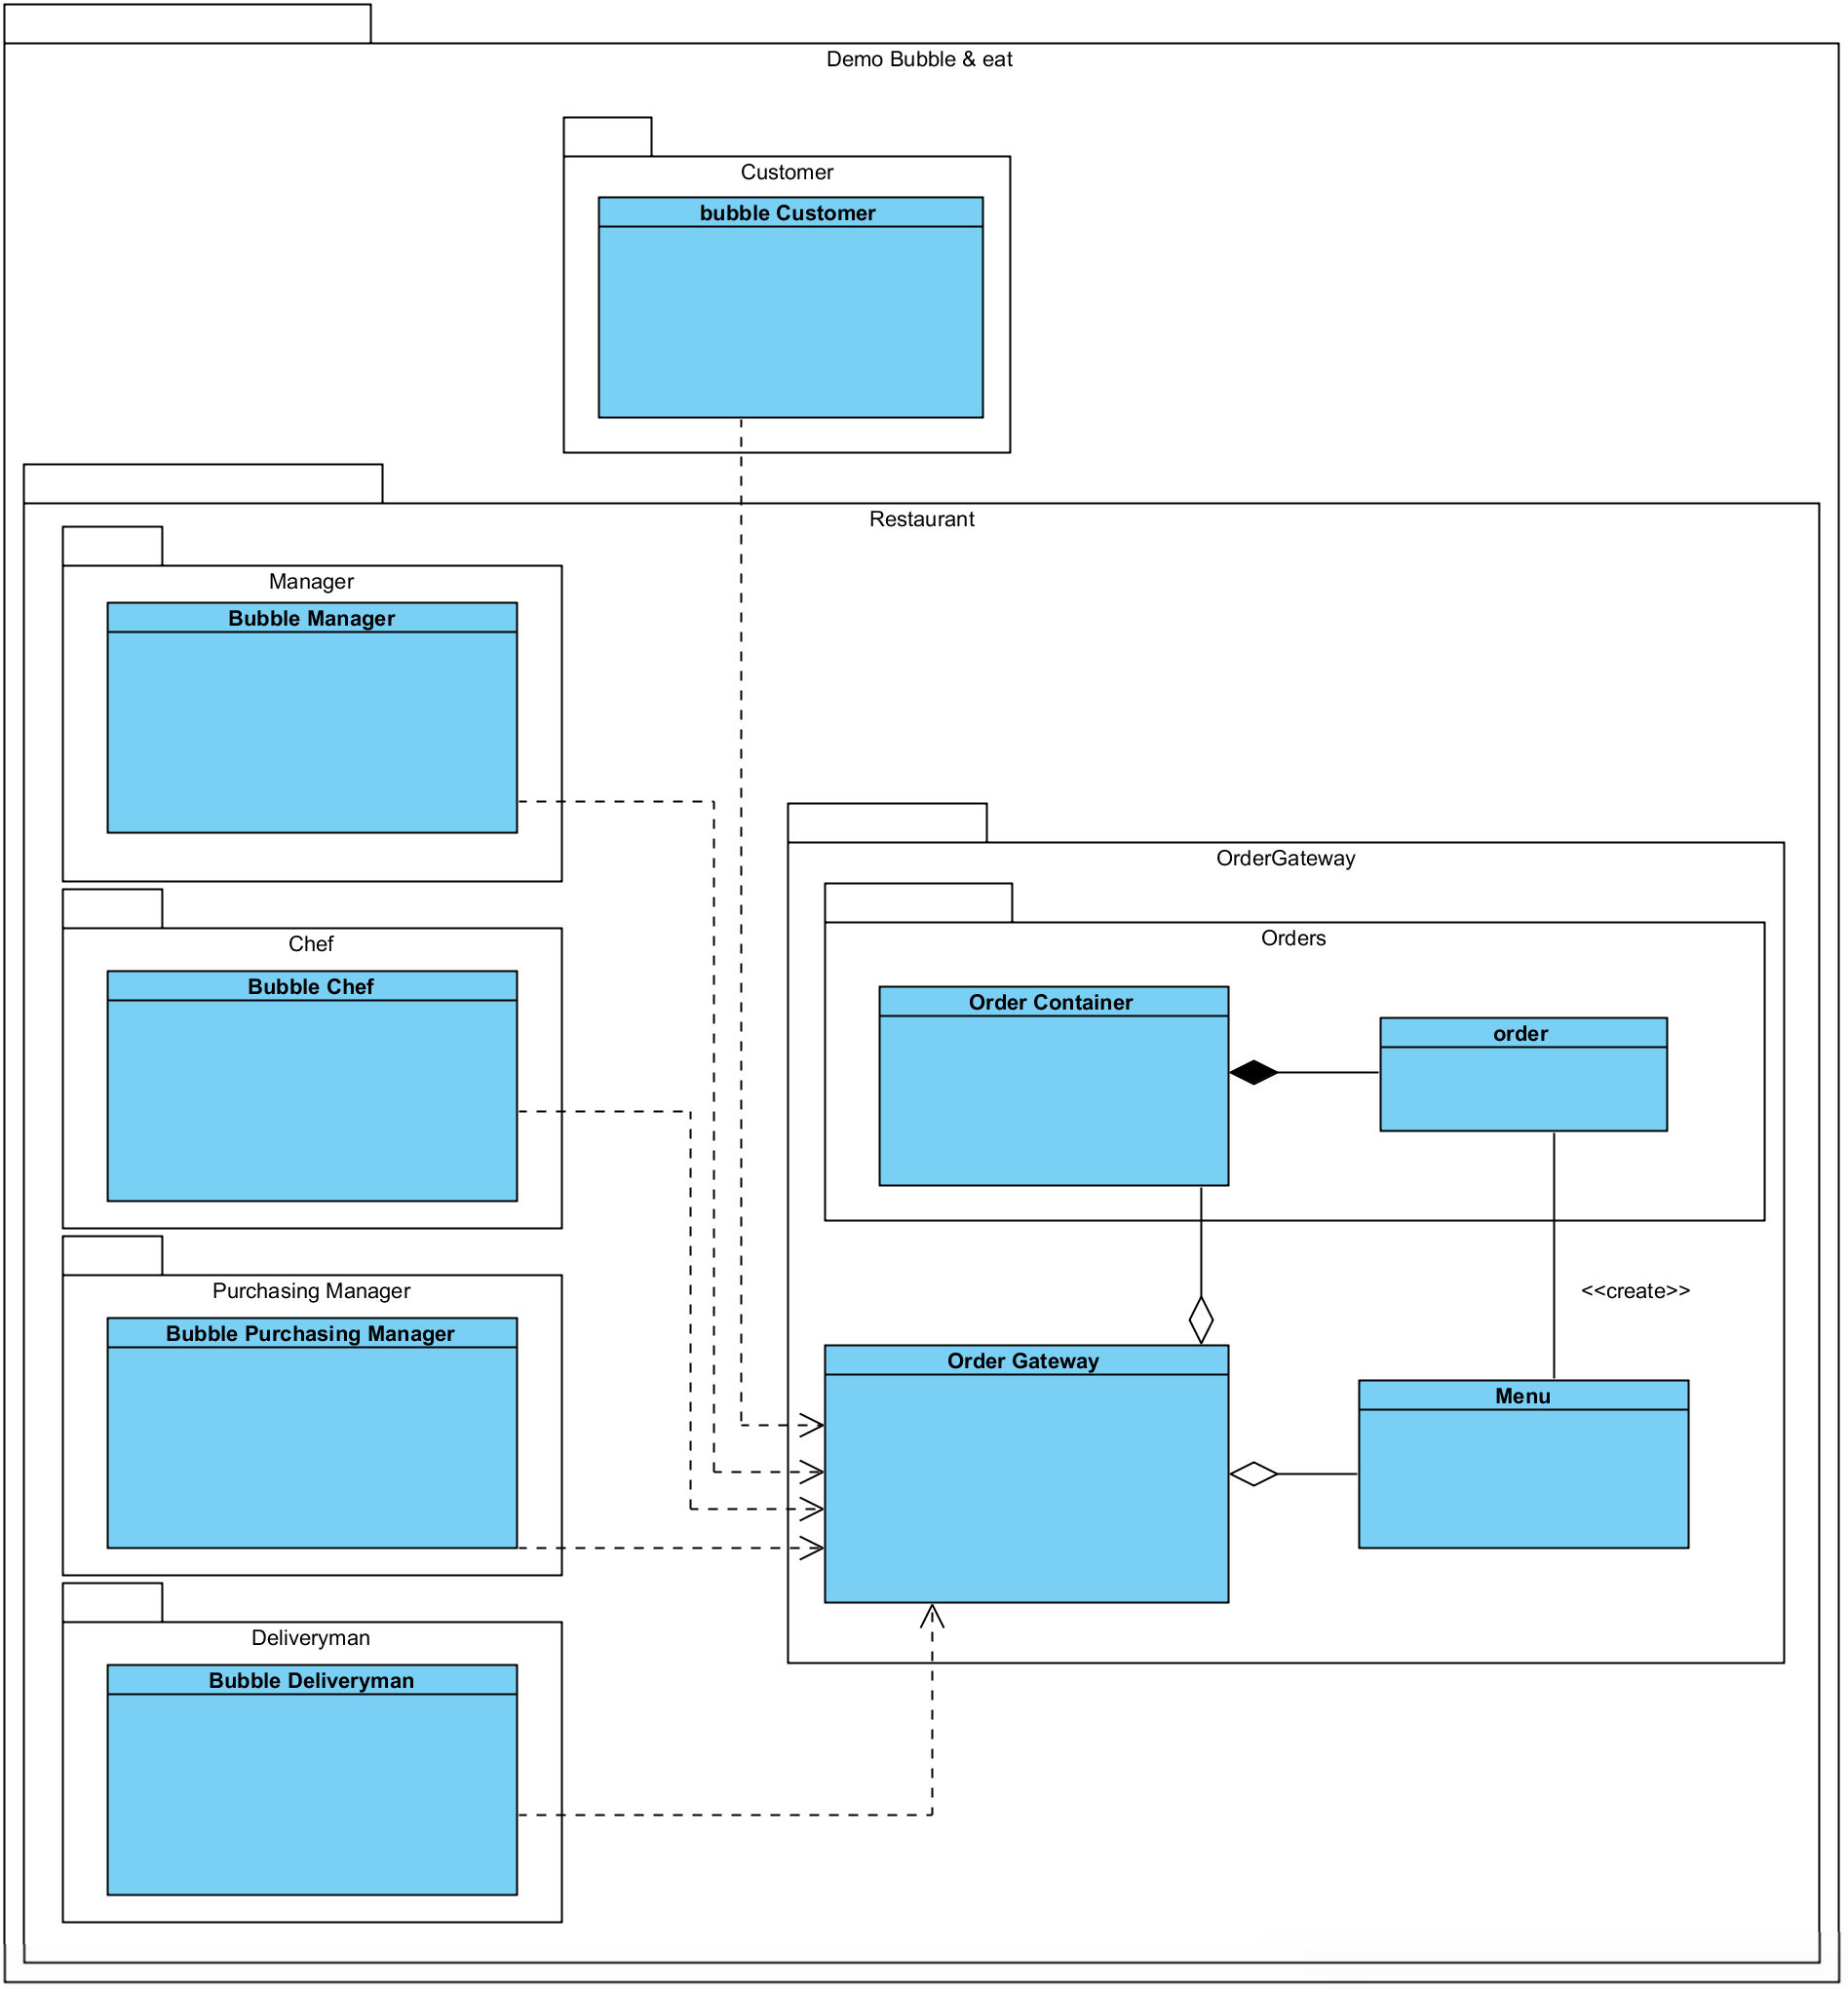 Demo Bubble & eat
Customer
bubble Customer
Restaurant
Manager
Bubble Manager
OrderGateway
Chef
Orders
Bubble Chef
Order Container
order
Purchasing Manager
<<create>>
Bubble Purchasing Manager
Order Gateway
Menu
Deliveryman
Bubble Deliveryman